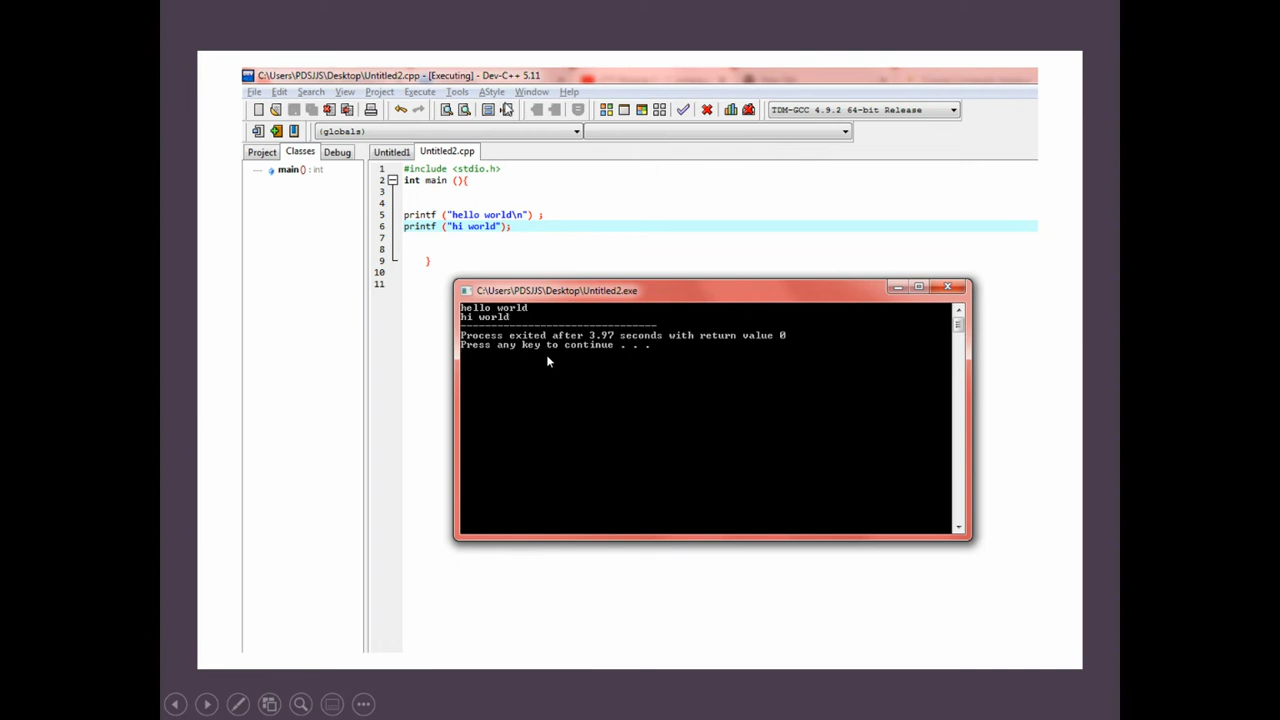 C:\Users\PDSJJS\Desktop\Untitled2.cpp - [Executing] - Dev-C++ 5.11
File Edit Search View Project Execute Tools AStyle Window Help
TDM-GCC 4.9.2 64-bit Release
(globals)
Project Classes Debug Untitled1 Untitled2.cpp
main() : int
1 #include <stdio.h>
2 int main (){
3
4
5 printf ("hello world\n") ;
6 printf ("hi world");
7
8
9 }
10
11
C:\Users\PDSJJS\Desktop\Untitled2.exe
hello world
hi world
--------------------------------
Process exited after 3.97 seconds with return value 0
Press any key to continue . . .